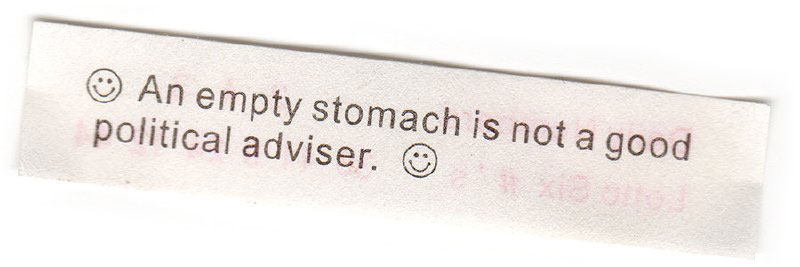 ☺ An empty stomach is not a good
political adviser. ☺